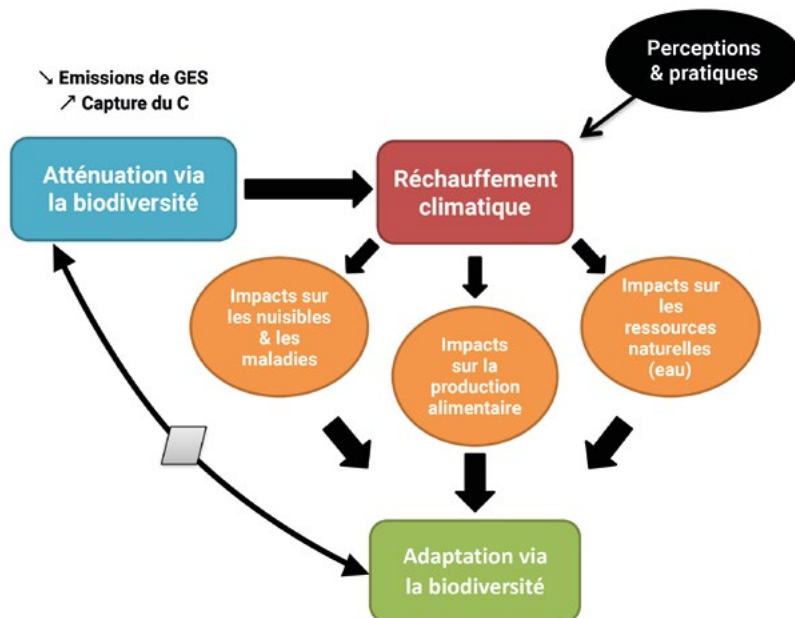 Perceptions
& pratiques
↘ Emissions de GES
↗ Capture du C
Atténuation via
la biodiversité
Réchauffement
climatique
Impacts sur
les nuisibles
& les
maladies
Impacts
sur la
production
alimentaire
Impacts sur
les
ressources
naturelles
(eau)
Adaptation via
la biodiversité